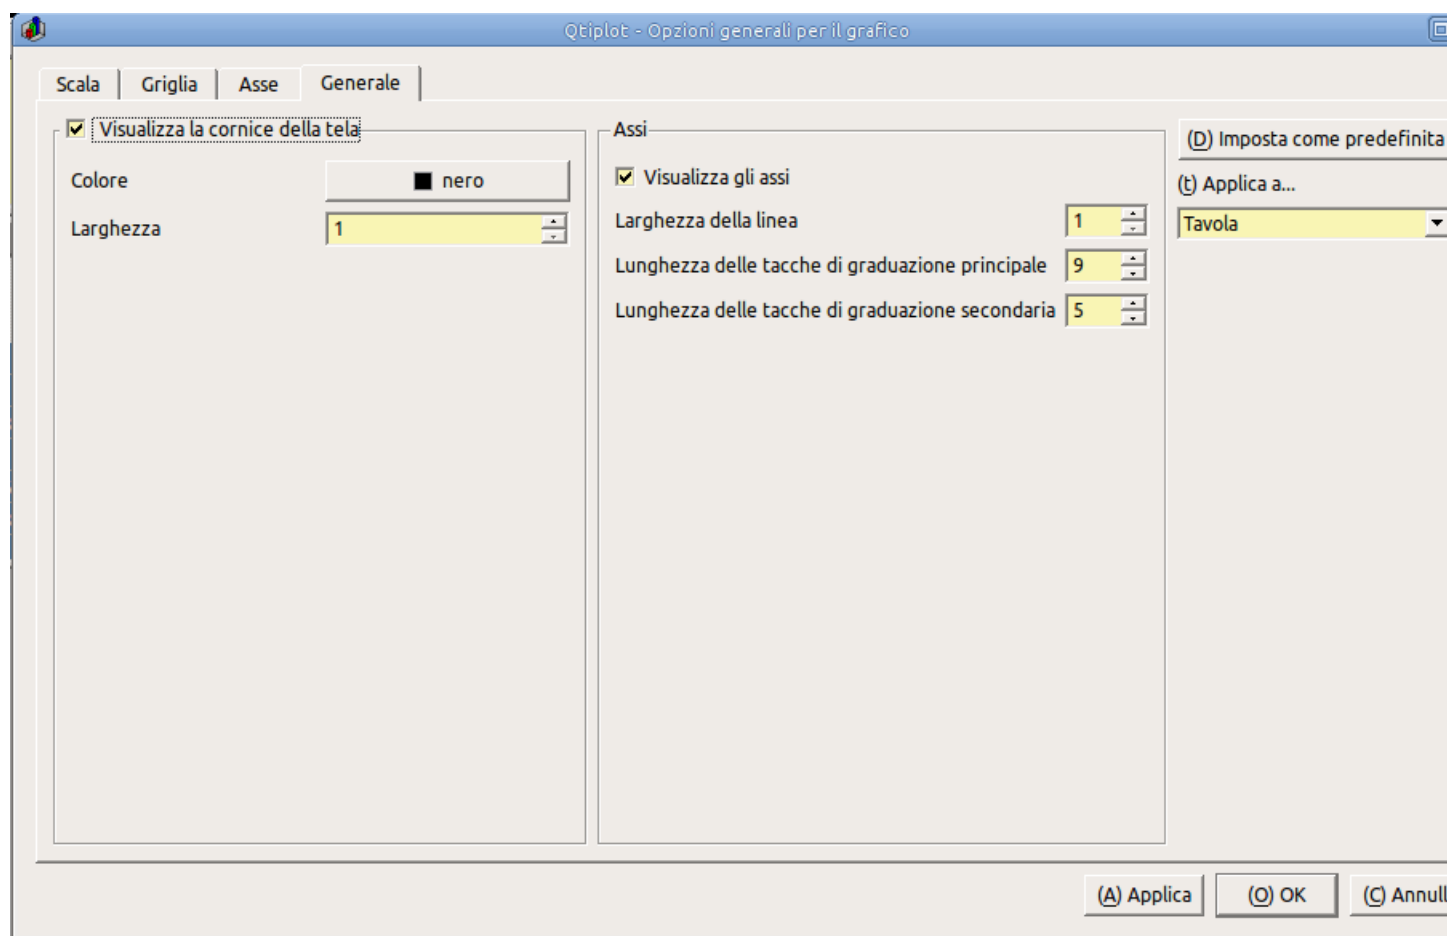 Qtiplot - Opzioni generali per il grafico
Scala Griglia Asse Generale
Visualizza la cornice della tela
Colore nero
Larghezza 1
Assi
Visualizza gli assi
Larghezza della linea 1
Lunghezza delle tacche di graduazione principale 9
Lunghezza delle tacche di graduazione secondaria 5
(D) Imposta come predefinita
(t) Applica a...
Tavola
(A) Applica (O) OK (C) Annull